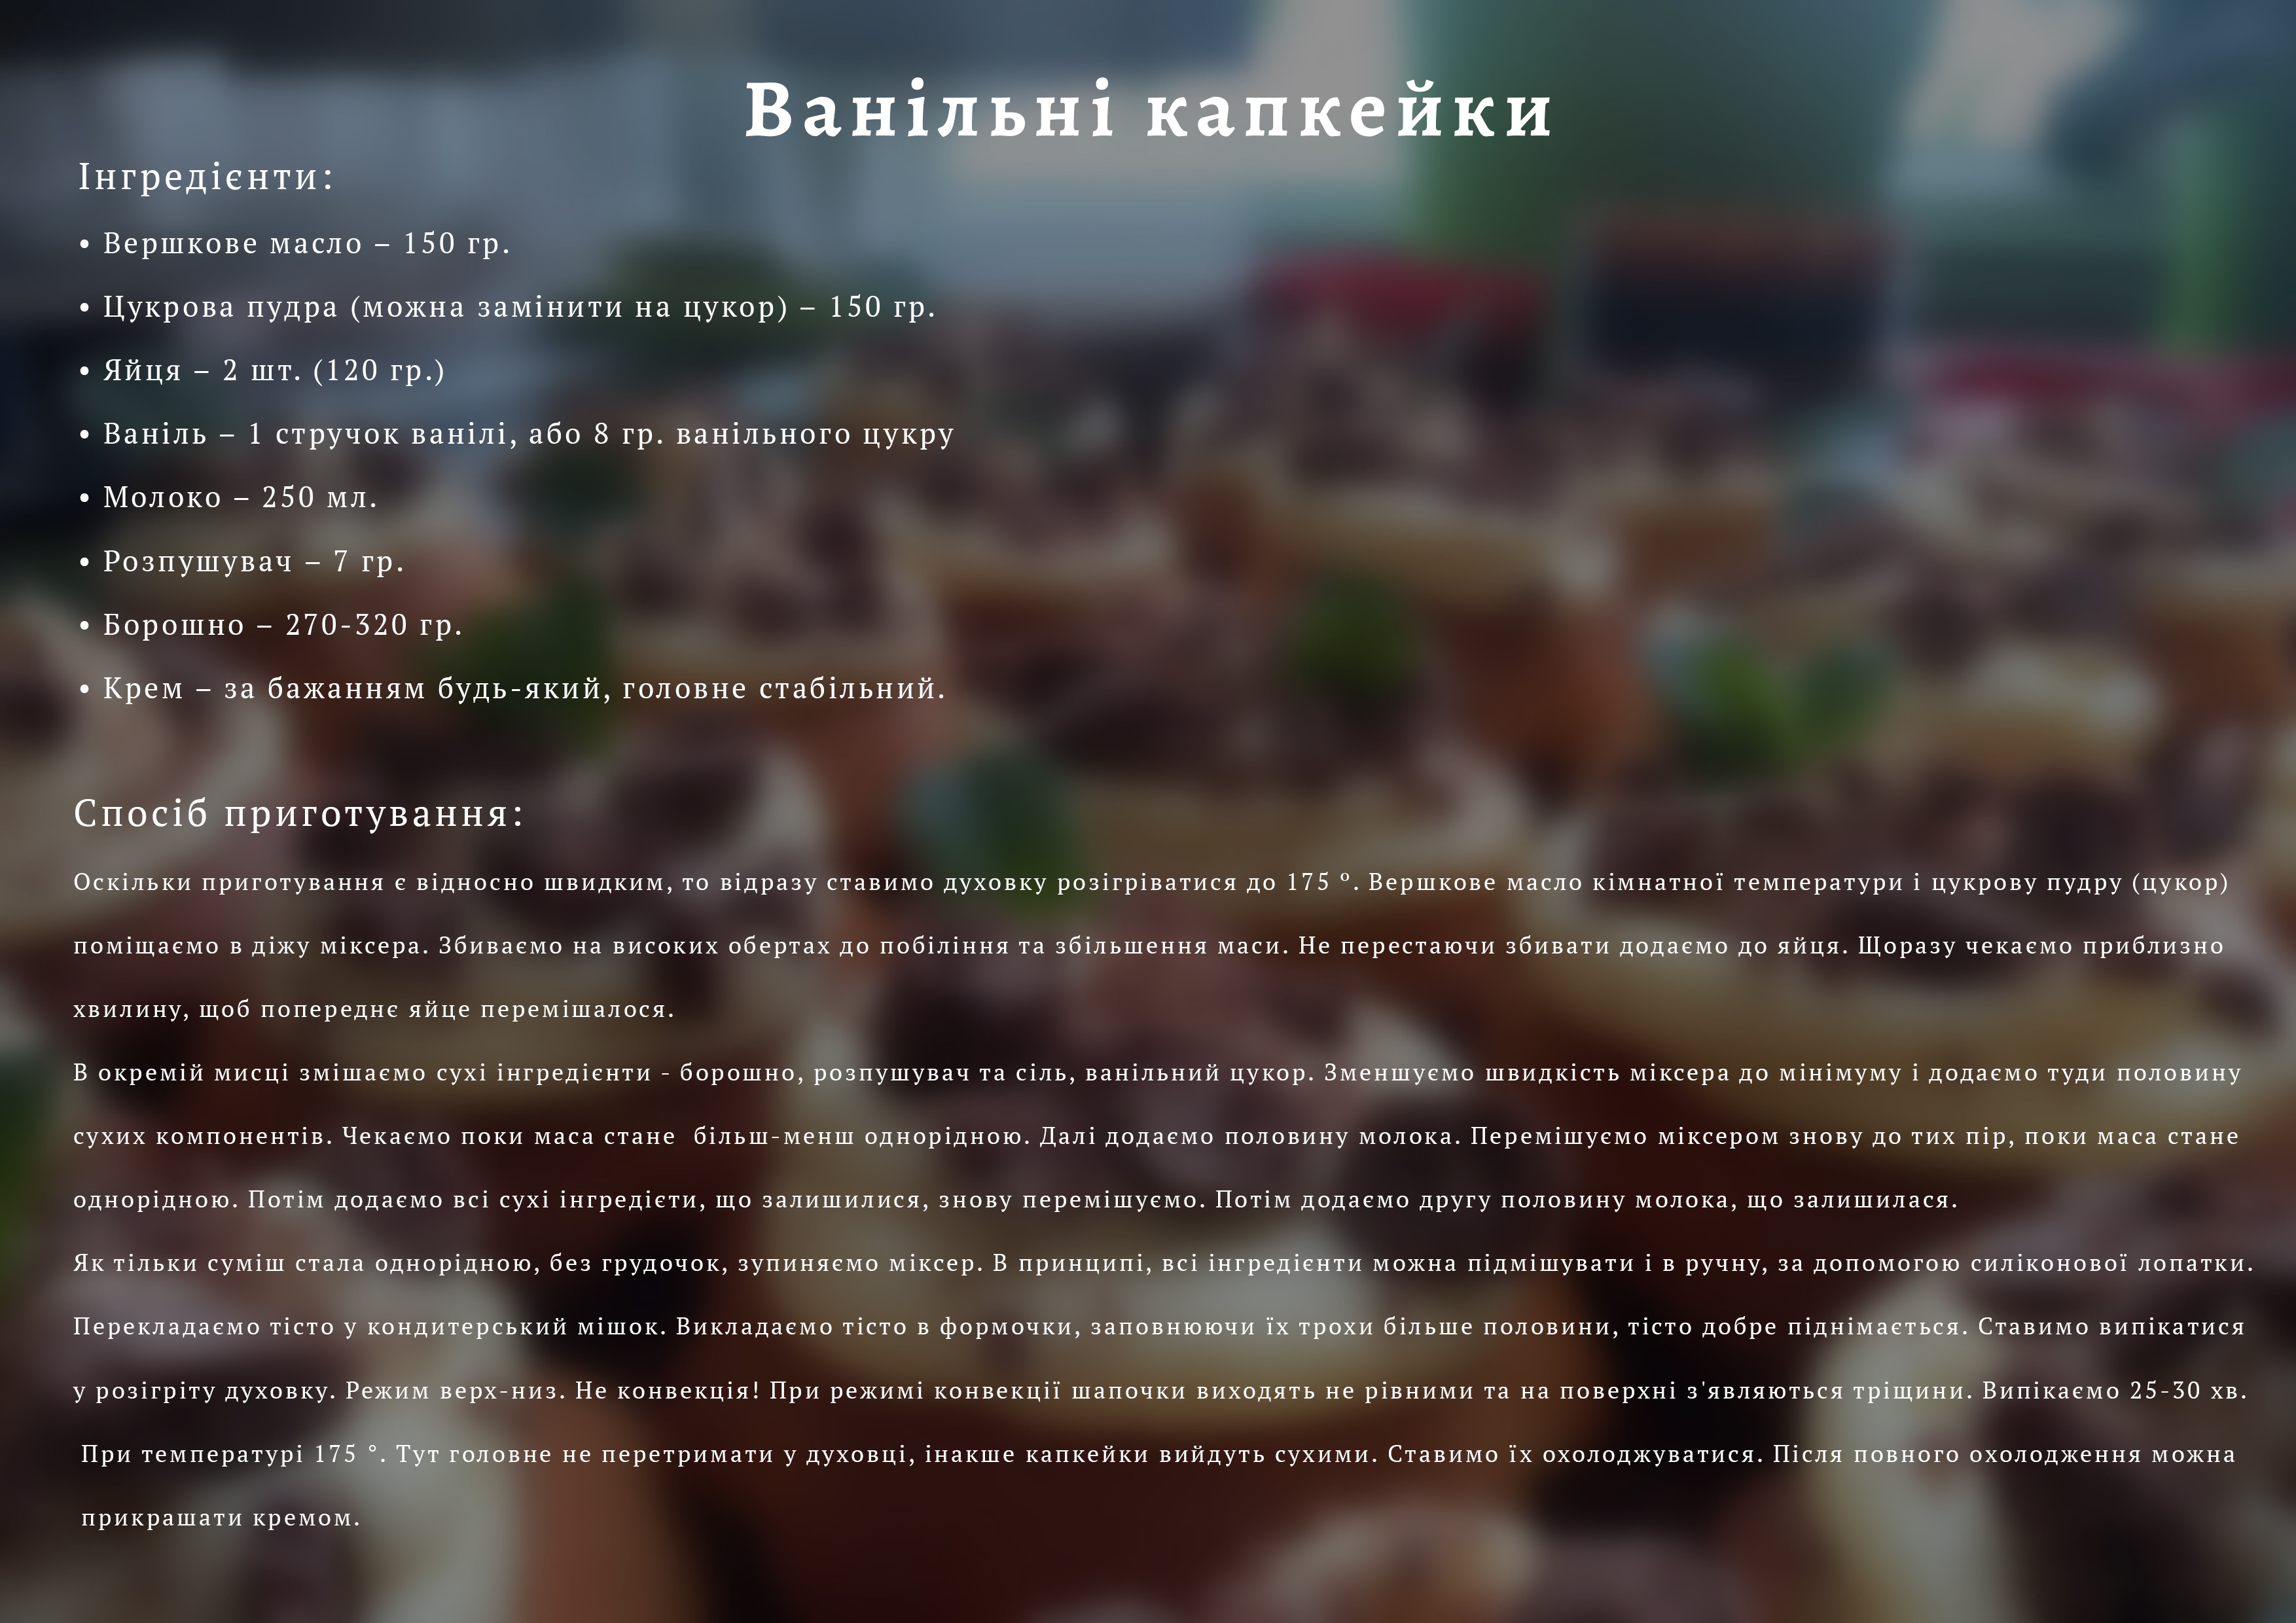 Ванільні капкейки
Інгредієнти:
• Вершкове масло – 150 гр.
• Цукрова пудра (можна замінити на цукор) – 150 гр.
• Яйця – 2 шт. (120 гр.)
• Ваніль – 1 стручок ванілі, або 8 гр. ванільного цукру
• Молоко – 250 мл.
• Розпушувач – 7 гр.
• Борошно – 270-320 гр.
• Крем – за бажанням будь-який, головне стабільний.
Спосіб приготування:
Оскільки приготування є відносно швидким, то відразу ставимо духовку розігріватися до 175 º. Вершкове масло кімнатної температури і цукрову пудру (цукор)
поміщаємо в діжу міксера. Збиваємо на високих обертах до побіління та збільшення маси. Не перестаючи збивати додаємо до яйця. Щоразу чекаємо приблизно
хвилину, щоб попереднє яйце перемішалося.
В окремій мисці змішаємо сухі інгредієнти - борошно, розпушувач та сіль, ванільний цукор. Зменшуємо швидкість міксера до мінімуму і додаємо туди половину
сухих компонентів. Чекаємо поки маса стане  більш-менш однорідною. Далі додаємо половину молока. Перемішуємо міксером знову до тих пір, поки маса стане
однорідною. Потім додаємо всі сухі інгредієти, що залишилися, знову перемішуємо. Потім додаємо другу половину молока, що залишилася.
Як тільки суміш стала однорідною, без грудочок, зупиняємо міксер. В принципі, всі інгредієнти можна підмішувати і в ручну, за допомогою силіконової лопатки.
Перекладаємо тісто у кондитерський мішок. Викладаємо тісто в формочки, заповнюючи їх трохи більше половини, тісто добре піднімається. Ставимо випікатися
у розігріту духовку. Режим верх-низ. Не конвекція! При режимі конвекції шапочки виходять не рівними та на поверхні з'являються тріщини. Випікаємо 25-30 хв.
При температурі 175 °. Тут головне не перетримати у духовці, інакше капкейки вийдуть сухими. Ставимо їх охолоджуватися. Після повного охолодження можна
прикрашати кремом.